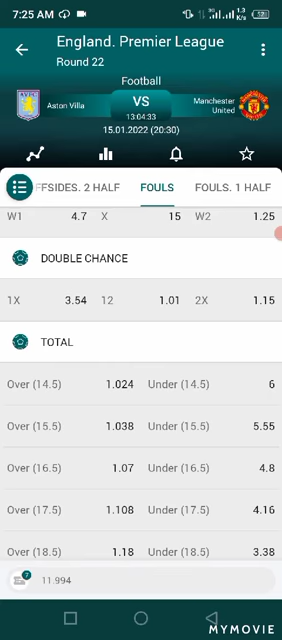 7:25 AM
3G
1.3
K/s
12
England. Premier League
Round 22
Football
Aston Villa
VS
Manchester
United
13:04:33
15.01.2022 (20:30)
FFSIDES. 2 HALF
FOULS
FOULS. 1 HALF
W1 4.7 X 15 W2 1.25
DOUBLE CHANCE
1X 3.54 12 1.01 2X 1.15
TOTAL
Over (14.5) 1.024 Under (14.5) 6
Over (15.5) 1.038 Under (15.5) 5.55
Over (16.5) 1.07 Under (16.5) 4.8
Over (17.5) 1.108 Under (17.5) 4.16
Over (18.5) 1.18 Under (18.5) 3.38
7
11.994
MYMOVIE